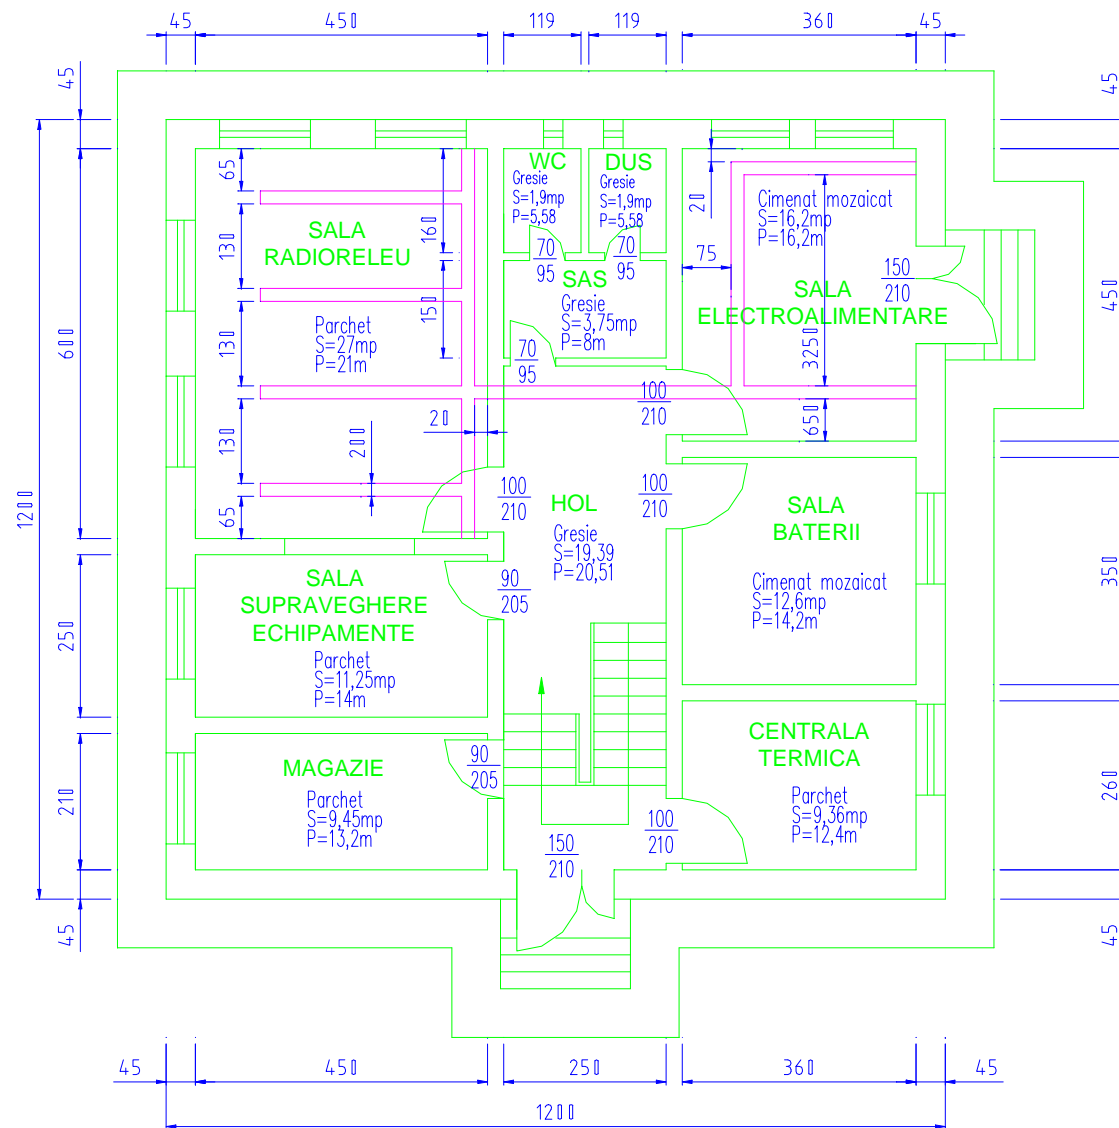 45
450
119
119
360
45
45
45
65
160
130
130
130
65
150
20
200
600
1200
250
210
45
WC
Gresie
S=1,9mp
P=5,58
DUS
Gresie
S=1,9mp
P=5,58
70
95
70
95
SAS
Gresie
S=3,75mp
P=8m
70
95
SALA
RADIORELEU
Parchet
S=27mp
P=21m
20
75
Cimenat mozaicat
S=16,2mp
P=16,2m
150
210
SALA
ELECTROALIMENTARE
3250
650
450
100
210
100
210
100
210
HOL
Gresie
S=19,39
P=20,51
SALA
BATERII
Cimenat mozaicat
S=12,6mp
P=14,2m
350
90
205
SALA
SUPRAVEGHERE
ECHIPAMENTE
Parchet
S=11,25mp
P=14m
90
205
MAGAZIE
Parchet
S=9,45mp
P=13,2m
CENTRALA
TERMICA
Parchet
S=9,36mp
P=12,4m
260
100
210
150
210
45
45
450
250
360
45
1200